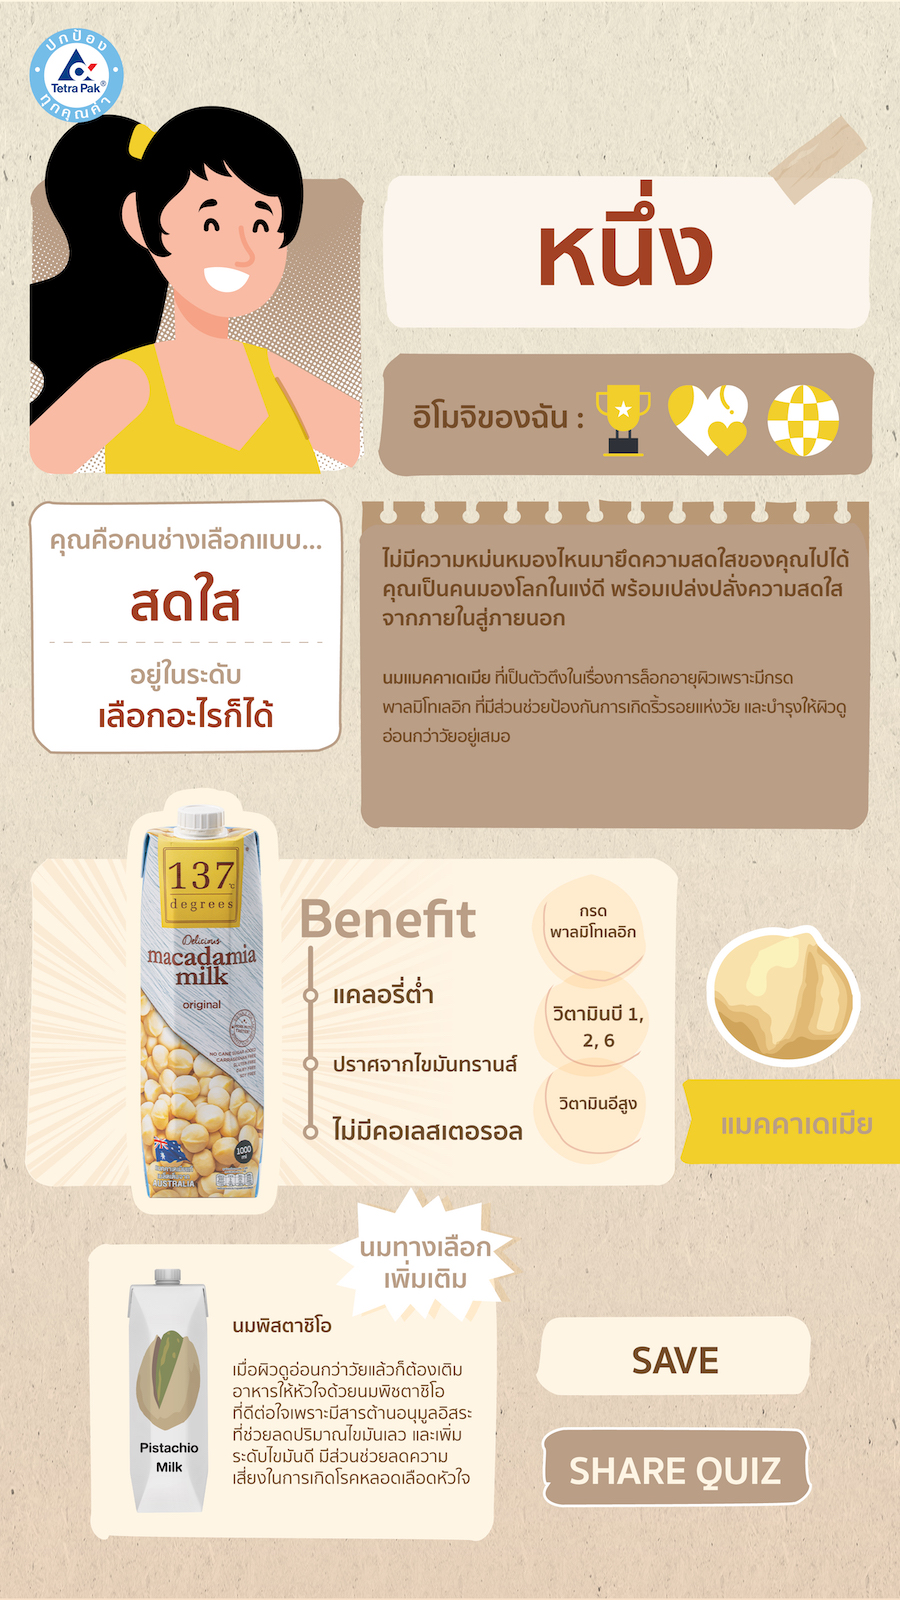 ปกป้อง
Tetra Pak®
ทุกคุณค่า
หนึ่ง
อิโมจิของฉัน :
คุณคือคนช่างเลือกแบบ...
สดใส
อยู่ในระดับ
เลือกอะไรก็ได้
ไม่มีความหม่นหมองไหนมายึดความสดใสของคุณไปได้
คุณเป็นคนมองโลกในแง่ดี พร้อมเปล่งปลั่งความสดใส
จากภายในสู่ภายนอก
นมแมคคาเดเมีย ที่เป็นตัวตึงในเรื่องการล็อกอายุผิวเพราะมีกรด
พาลมิโทเลอิก ที่มีส่วนช่วยป้องกันการเกิดริ้วรอยแห่งวัย และบำรุงให้ผิวดู
อ่อนกว่าวัยอยู่เสมอ
137
°C
degrees
Delicious
macadamia
milk
original
NO CANE SUGAR ADDED
CARRAGEENAN FREE
GLUTEN FREE
DAIRY FREE
SOY FREE
1000
ml
AUSTRALIA
Benefit
แคลอรี่ต่ำ
ปราศจากไขมันทรานส์
ไม่มีคอเลสเตอรอล
กรด
พาลมิโทเลอิก
วิตามินบี 1,
2, 6
วิตามินอีสูง
แมคคาเดเมีย
นมทางเลือก
เพิ่มเติม
Pistachio
Milk
นมพิสตาชิโอ
เมื่อผิวดูอ่อนกว่าวัยแล้วก็ต้องเติม
อาหารให้หัวใจด้วยนมพิชตาชิโอ
ที่ดีต่อใจเพราะมีสารต้านอนุมูลอิสระ
ที่ช่วยลดปริมาณไขมันเลว และเพิ่ม
ระดับไขมันดี มีส่วนช่วยลดความ
เสี่ยงในการเกิดโรคหลอดเลือดหัวใจ
SAVE
SHARE QUIZ